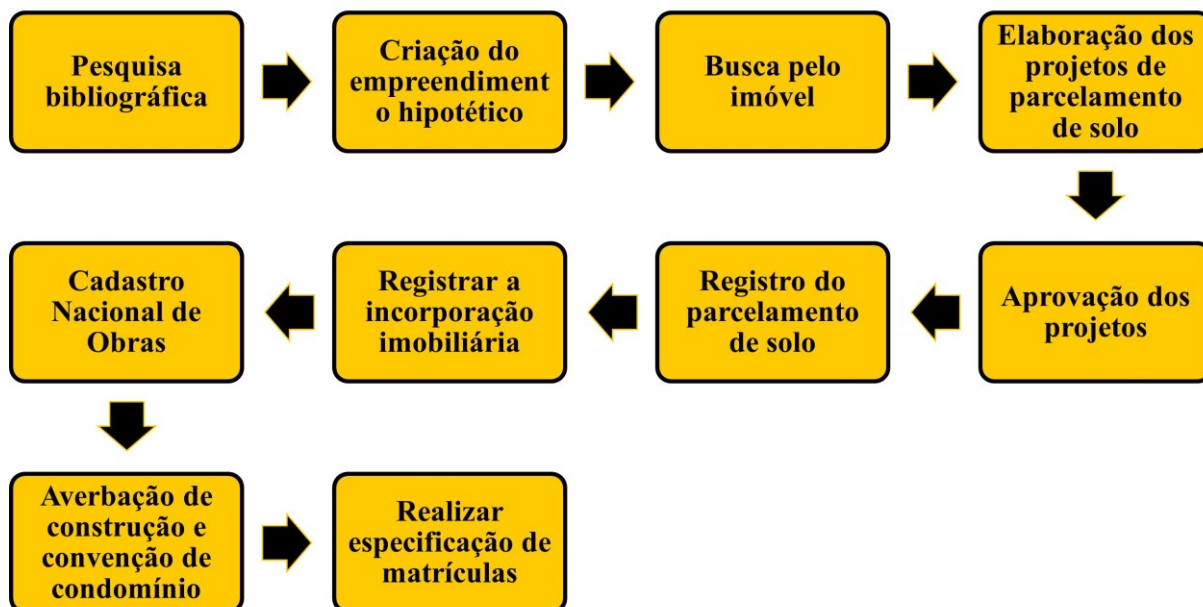 Pesquisa
bibliográfica
Criação do
empreendiment
o hipotético
Busca pelo
imóvel
Elaboração dos
projetos de
parcelamento
de solo
Aprovação dos
projetos
Registro do
parcelamento
de solo
Registrar a
incorporação
imobiliária
Cadastro
Nacional de
Obras
Averbação de
construção e
convenção de
condomínio
Realizar
especificação de
matrículas